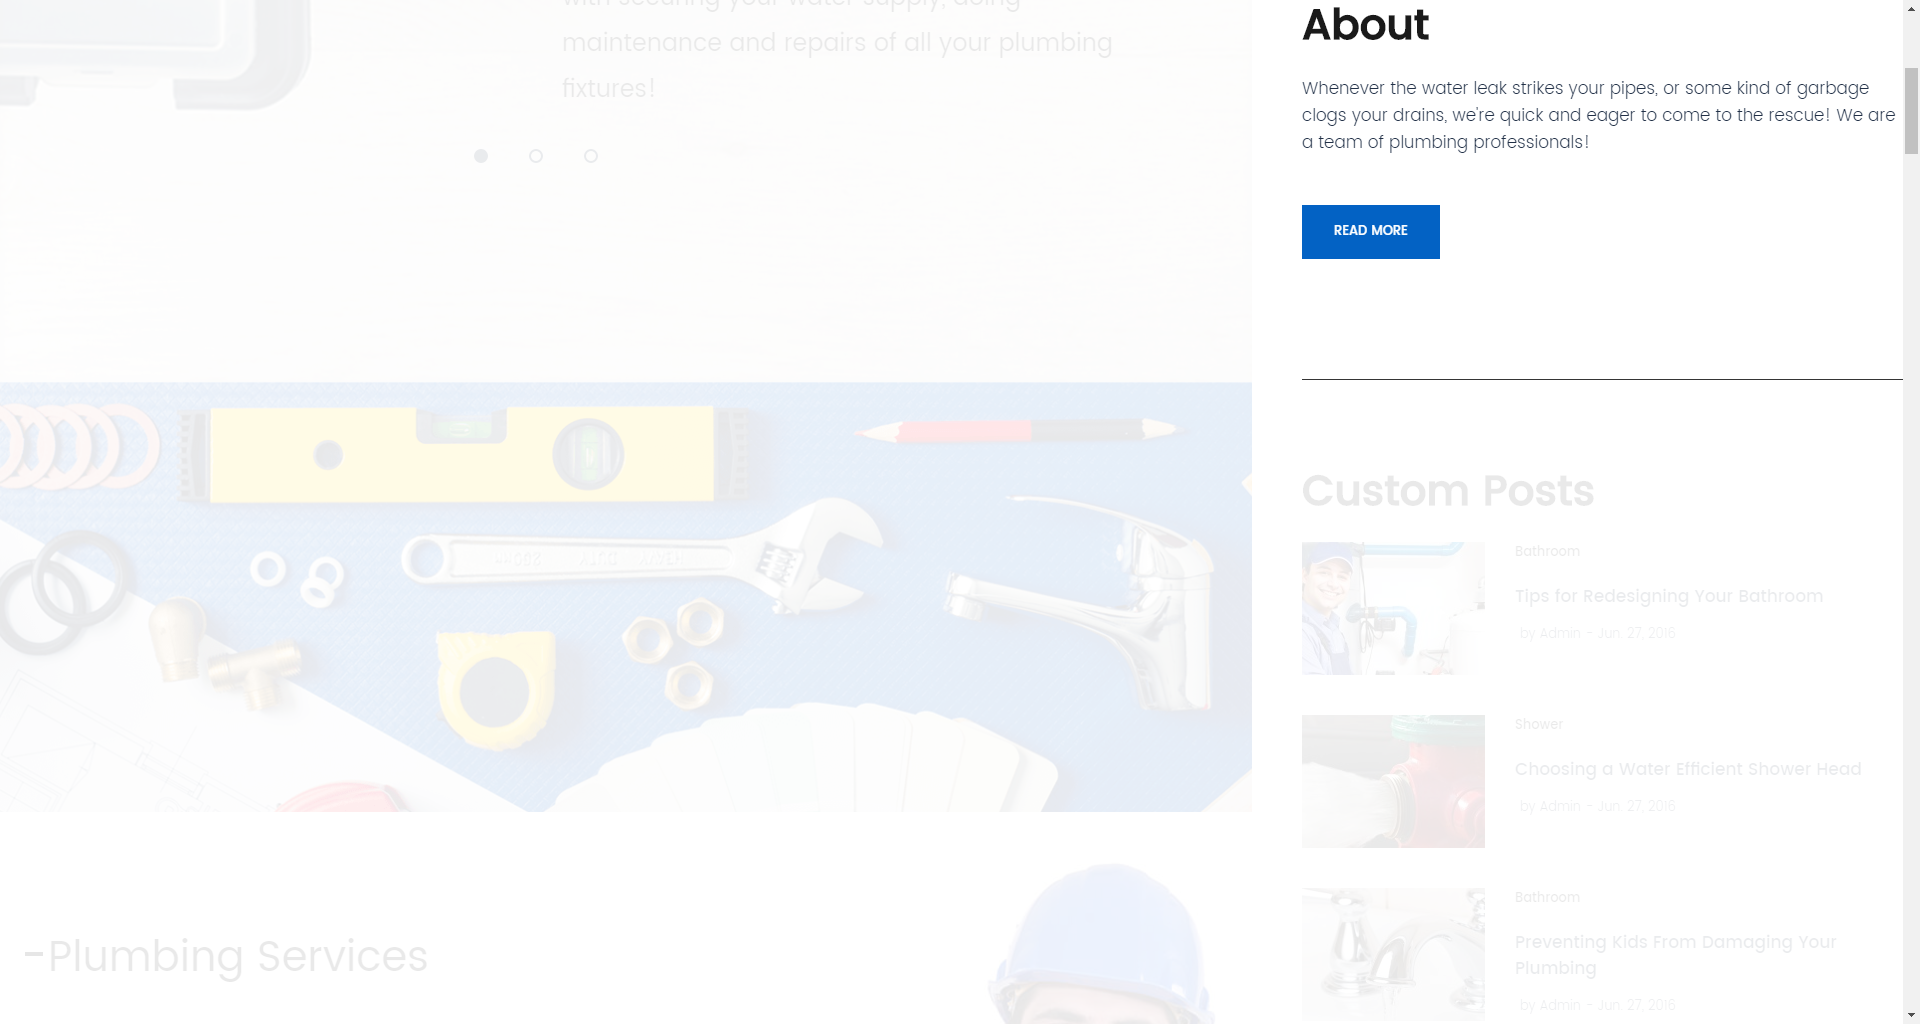 maintenance and repairs of all your plumbing
fixtures!
-Plumbing Services
About
Whenever the water leak strikes your pipes, or some kind of garbage
clogs your drains, we're quick and eager to come to the rescue! We are
a team of plumbing professionals!
READ MORE
Custom Posts
Bathroom
Tips for Redesigning Your Bathroom
by Admin - Jun. 27, 2016
Shower
Choosing a Water Efficient Shower Head
by Admin - Jun. 27, 2016
Bathroom
Preventing Kids From Damaging Your
Plumbing
by Admin - Jun. 27, 2016